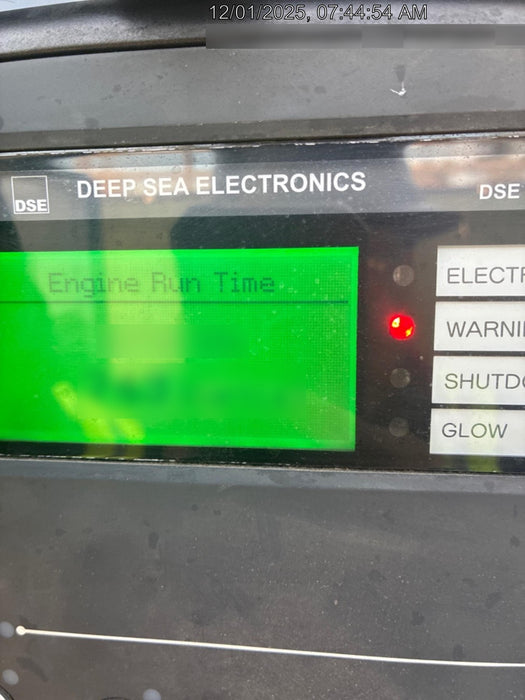 12/01/2025, 07:44:54 AM
DSE
DEEP SEA ELECTRONICS
DSE
Engine Run Time
ELECTR
WARNIN
SHUTDO
GLOW